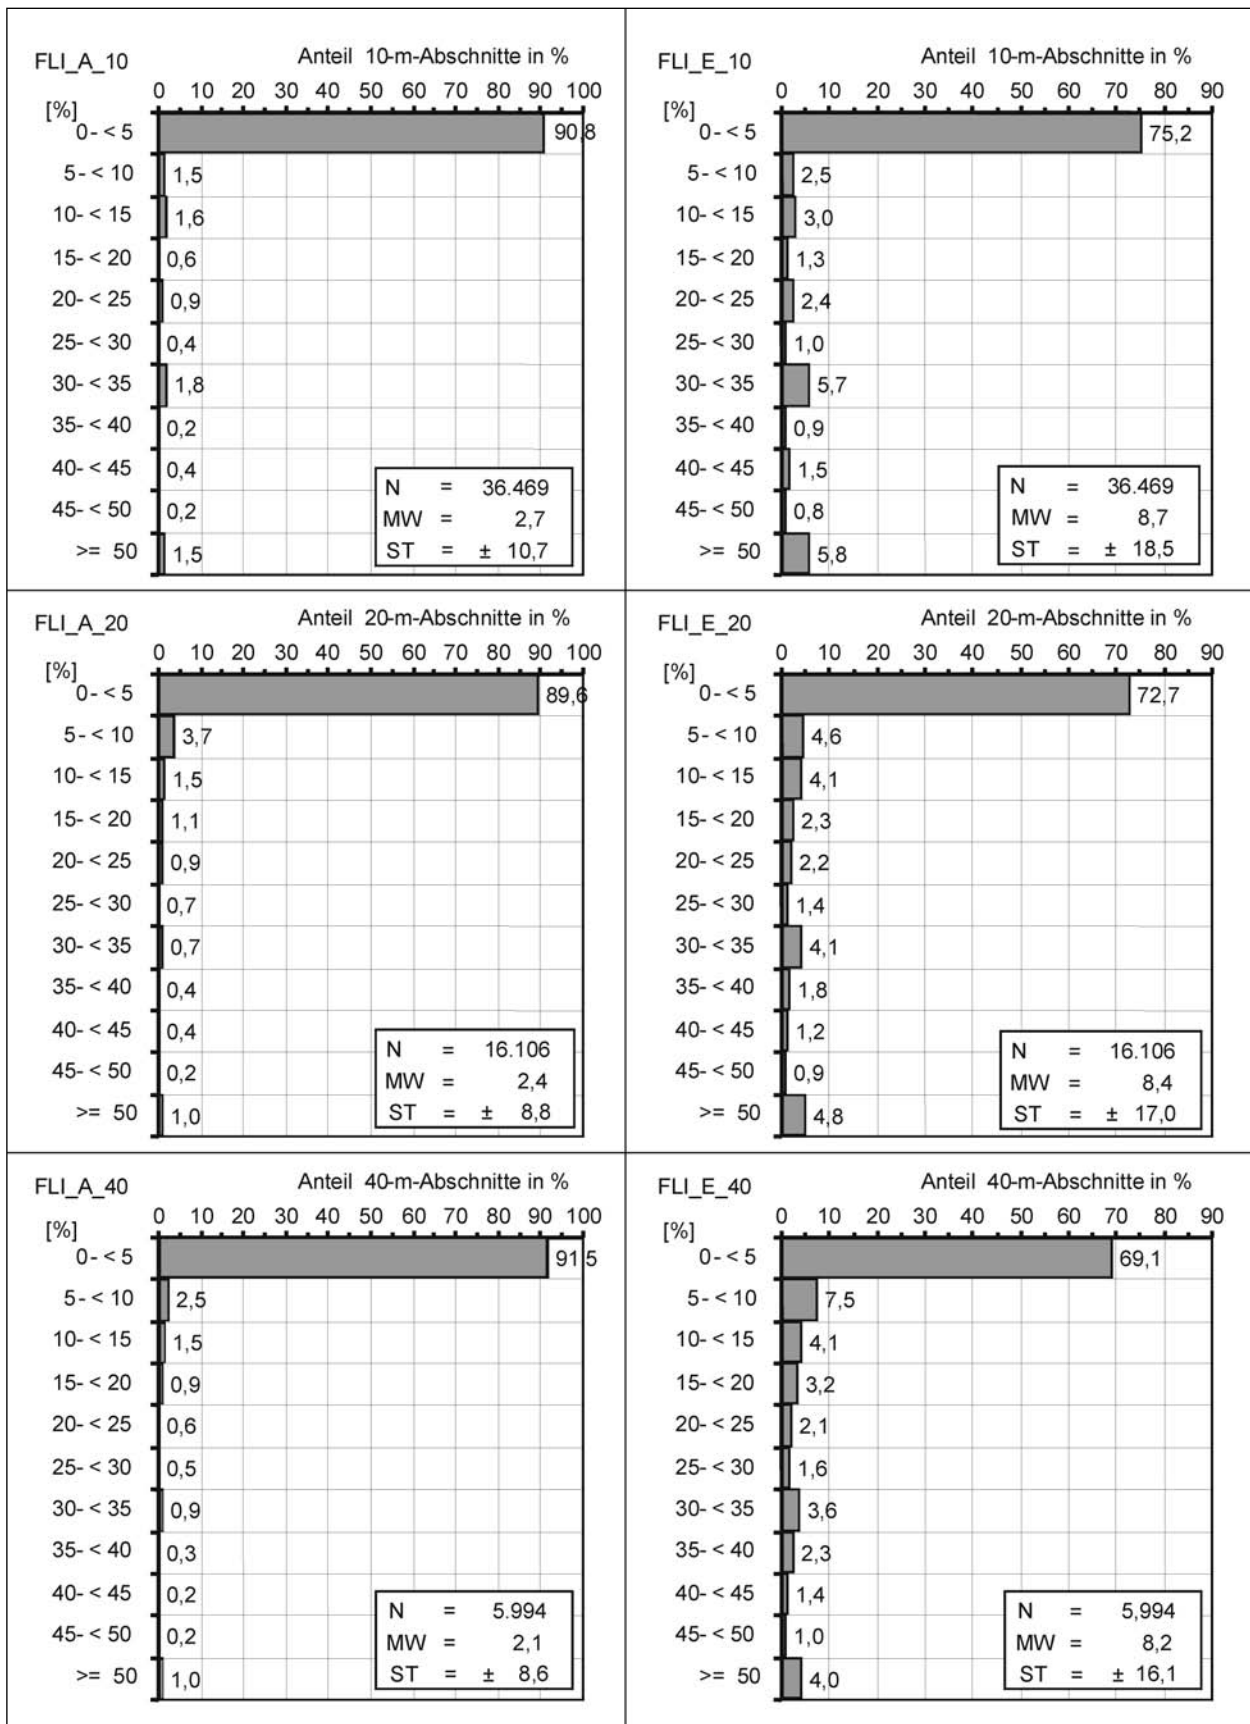 FLI_A_10 Anteil 10-m-Abschnitte in %
0 10 20 30 40 50 60 70 80 90 100
[%]
0- < 5 90,8
5- < 10 1,5
10- < 15 1,6
15- < 20 0,6
20- < 25 0,9
25- < 30 0,4
30- < 35 1,8
35- < 40 0,2
40- < 45 0,4
45- < 50 0,2
>= 50 1,5
N = 36.469
MW = 2,7
ST = ± 10,7
FLI_E_10 Anteil 10-m-Abschnitte in %
0 10 20 30 40 50 60 70 80 90
[%]
0- < 5 75,2
5- < 10 2,5
10- < 15 3,0
15- < 20 1,3
20- < 25 2,4
25- < 30 1,0
30- < 35 5,7
35- < 40 0,9
40- < 45 1,5
45- < 50 0,8
>= 50 5,8
N = 36.469
MW = 8,7
ST = ± 18,5
FLI_A_20 Anteil 20-m-Abschnitte in %
0 10 20 30 40 50 60 70 80 90 100
[%]
0- < 5 89,6
5- < 10 3,7
10- < 15 1,5
15- < 20 1,1
20- < 25 0,9
25- < 30 0,7
30- < 35 0,7
35- < 40 0,4
40- < 45 0,4
45- < 50 0,2
>= 50 1,0
N = 16.106
MW = 2,4
ST = ± 8,8
FLI_E_20 Anteil 20-m-Abschnitte in %
0 10 20 30 40 50 60 70 80 90
[%]
0- < 5 72,7
5- < 10 4,6
10- < 15 4,1
15- < 20 2,3
20- < 25 2,2
25- < 30 1,4
30- < 35 4,1
35- < 40 1,8
40- < 45 1,2
45- < 50 0,9
>= 50 4,8
N = 16.106
MW = 8,4
ST = ± 17,0
FLI_A_40 Anteil 40-m-Abschnitte in %
0 10 20 30 40 50 60 70 80 90 100
[%]
0- < 5 91,5
5- < 10 2,5
10- < 15 1,5
15- < 20 0,9
20- < 25 0,6
25- < 30 0,5
30- < 35 0,9
35- < 40 0,3
40- < 45 0,2
45- < 50 0,2
>= 50 1,0
N = 5.994
MW = 2,1
ST = ± 8,6
FLI_E_40 Anteil 40-m-Abschnitte in %
0 10 20 30 40 50 60 70 80 90
[%]
0- < 5 69,1
5- < 10 7,5
10- < 15 4,1
15- < 20 3,2
20- < 25 2,1
25- < 30 1,6
30- < 35 3,6
35- < 40 2,3
40- < 45 1,4
45- < 50 1,0
>= 50 4,0
N = 5,994
MW = 8,2
ST = ± 16,1